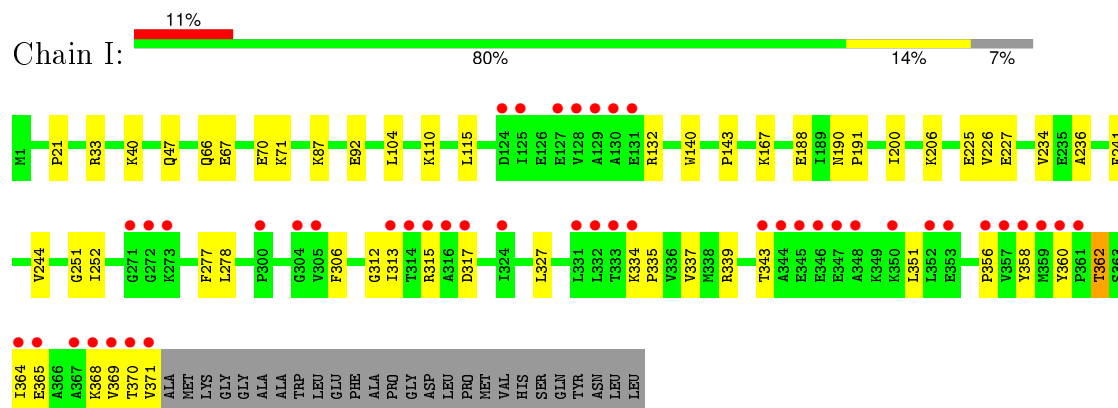 11%
Chain I:
80% 14% 7%
M1 P21 R33 K40 Q47 Q66 E67 E70 K71 K87 E92 L104 K110 L115 D124 I125 E126 E127 V128 A129 A130 E131 R132 W140 P143 K167 E188 I189 N190 P191 I200 K206 E225 V226 E227 V234 E235 A236
V244 G251 I252 G271 G272 K273 F277 L278 P300 G304 V305 F306 G312 I313 T314 R315 A316 D317 I324 L327 L331 L332 T333 K334 P335 V336 V337 M338 R339 T343 A344 E345 E346 E347 A348 K349 K350 L351 L352 E353 P356 V357 Y358 M359 Y360 P361 T362
I364 E365 A366 A367 K368 V369 T370 V371 ALA MET LYS GLY GLY ALA ALA TRP LEU GLU PHE ALA PRO GLY ASP LEU PRO MET VAL HIS SER GLN TYR ASN LEU LEU